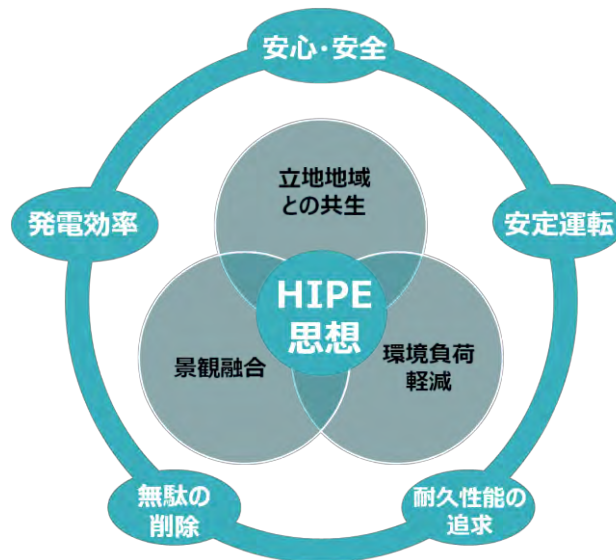 安心・安全
立地地域
との共生
発電効率
安定運転
HIPE
思想
景観融合
環境負荷
軽減
無駄の
削除
耐久性能の
追求